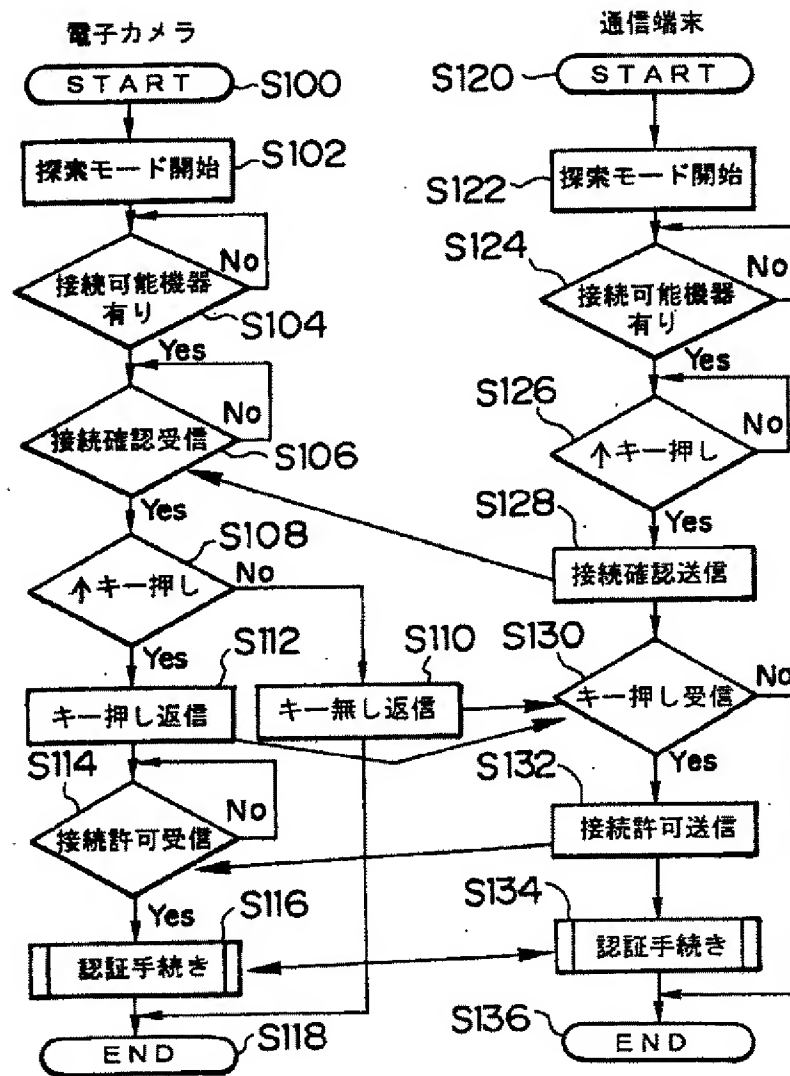 電子カメラ
START
S100
探索モード開始
S102
No
接続可能機器
有り
S104
Yes
No
接続確認受信
S106
Yes
S108
↑キー押し
No
Yes
S112
S110
キー押し返信
キー無し返信
S114
No
接続許可受信
Yes
S116
認証手続き
END
S118
通信端末
S120
START
S122
探索モード開始
S124
No
接続可能機器
有り
Yes
S126
No
↑キー押し
Yes
S128
接続確認送信
S130
No
キー押し受信
Yes
S132
接続許可送信
S134
認証手続き
S136
END